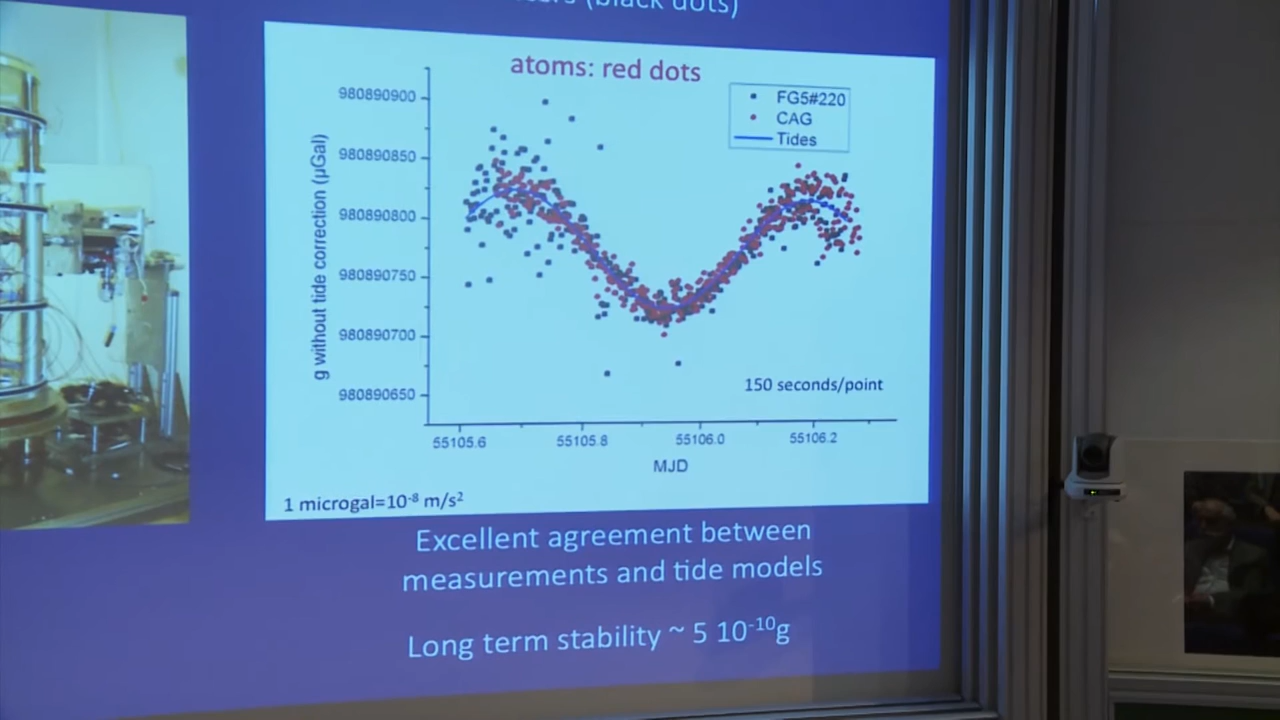 (black dots)
atoms: red dots
FG5#220
CAG
Tides
g without tide correction (µGal)
980890900
980890850
980890800
980890750
980890700
980890650
150 seconds/point
55105.6 55105.8 55106.0 55106.2
MJD
1 microgal=10⁻⁸ m/s²
Excellent agreement between
measurements and tide models
Long term stability ~ 5 10⁻¹⁰g